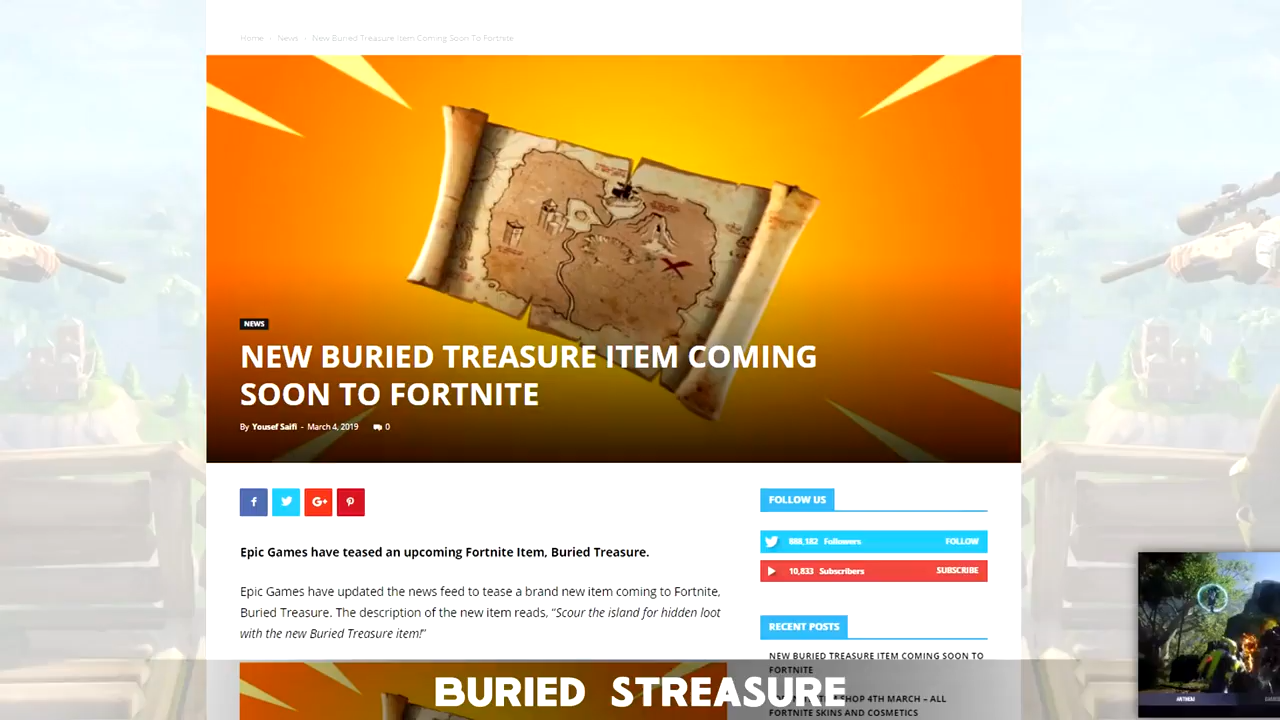 Home › News › New Buried Treasure Item Coming Soon To Fortnite
NEWS
NEW BURIED TREASURE ITEM COMING
SOON TO FORTNITE
By Yousef Saifi - March 4, 2019 0
FOLLOW US
Epic Games have teased an upcoming Fortnite Item, Buried Treasure.
888,182 Followers FOLLOW
10,833 Subscribers SUBSCRIBE
Epic Games have updated the news feed to tease a brand new item coming to Fortnite,
Buried Treasure. The description of the new item reads, “Scour the island for hidden loot
with the new Buried Treasure item!”
RECENT POSTS
NEW BURIED TREASURE ITEM COMING SOON TO
FORTNITE
SHOP 4TH MARCH – ALL
FORTNITE SKINS AND COSMETICS
BURIED STREASURE
ANTHEM